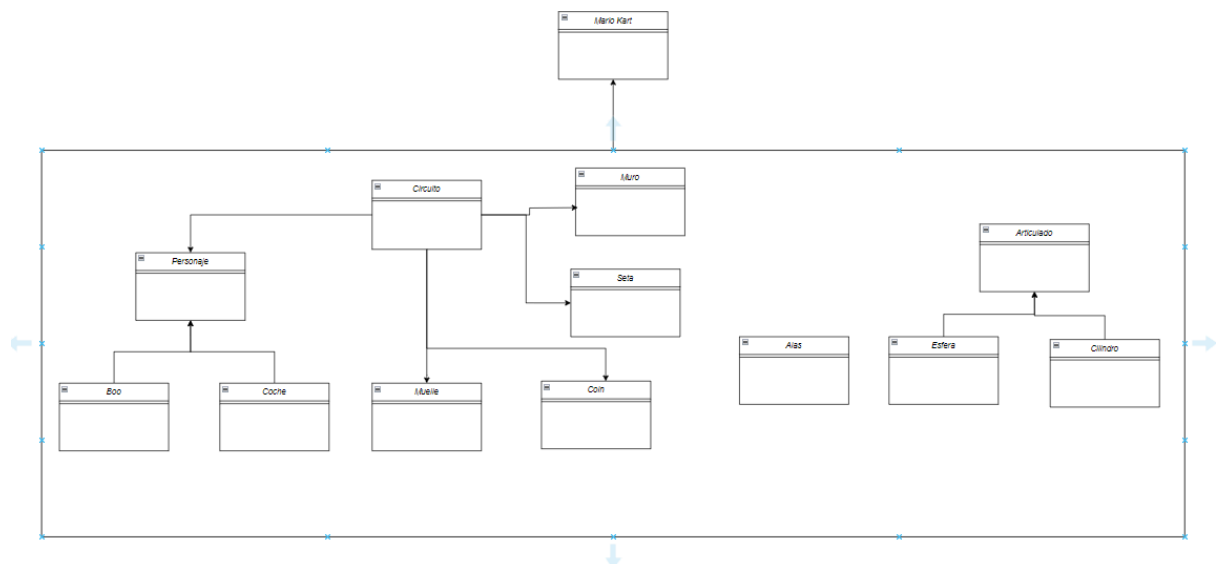 Mario Kart
Muro
Circuito
Articulado
Personaje
Seta
Alas
Esfera
Cilindro
Boo
Coche
Muelle
Coin